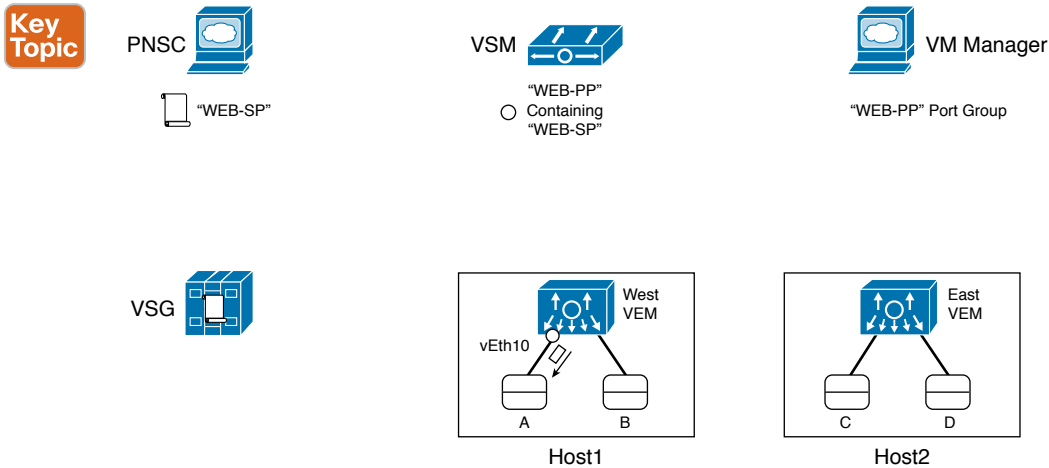 Key
Topic
PNSC
VSM
VM Manager
“WEB-SP”
“WEB-PP”
Containing
“WEB-SP”
“WEB-PP” Port Group
VSG
West
VEM
vEth10
A
B
Host1
East
VEM
C
D
Host2